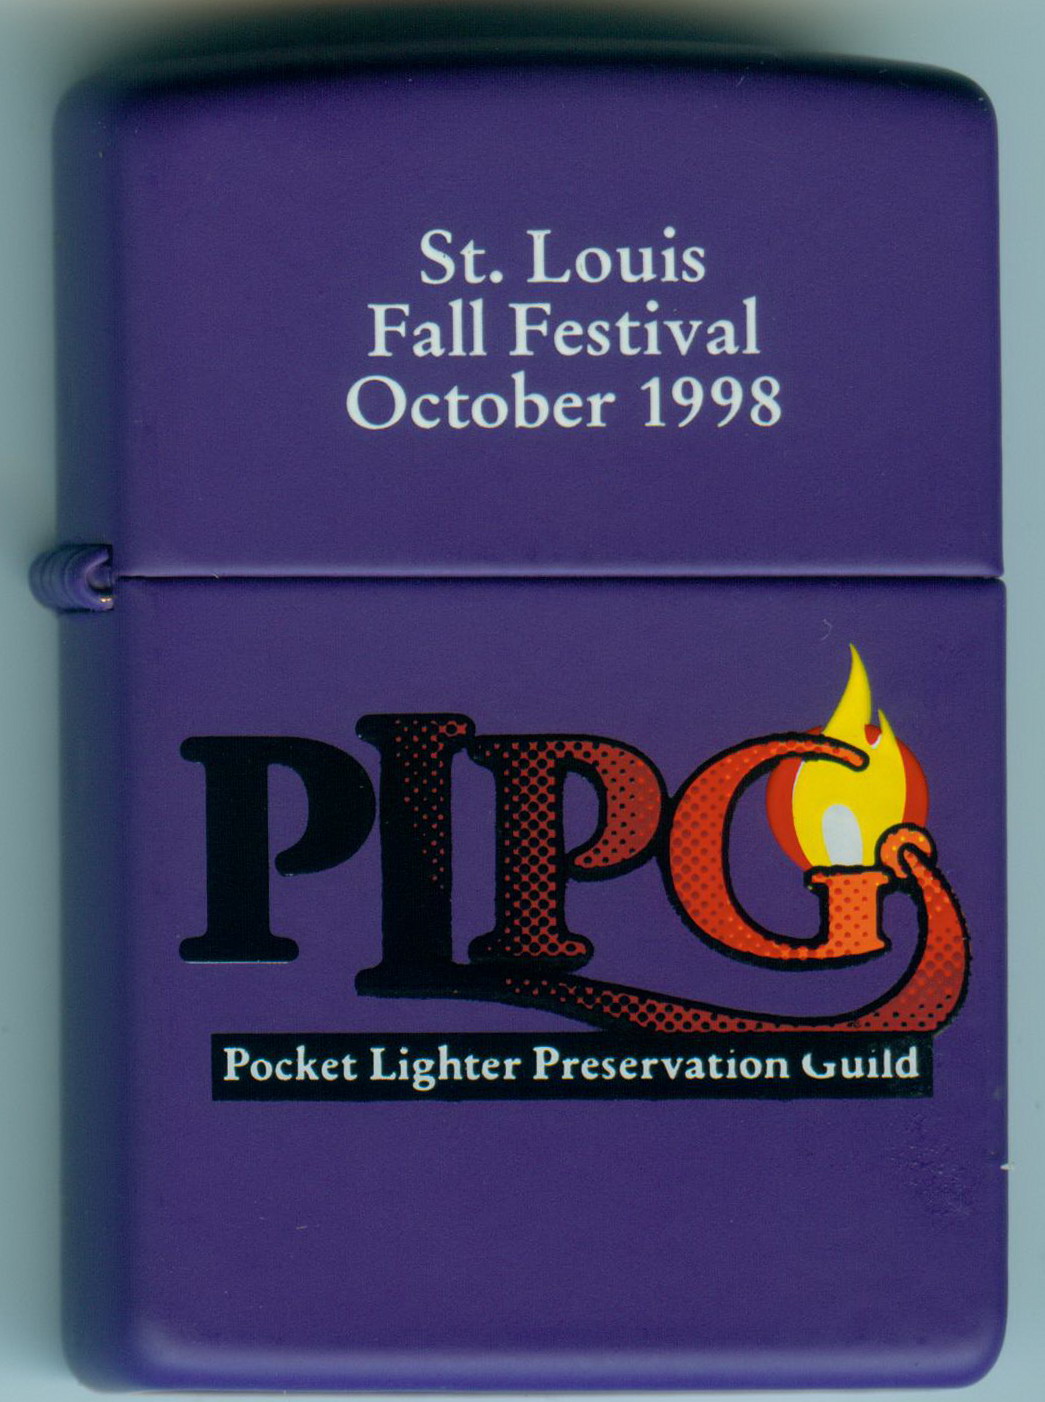 St. Louis
Fall Festival
October 1998
PLPG
Pocket Lighter Preservation Guild